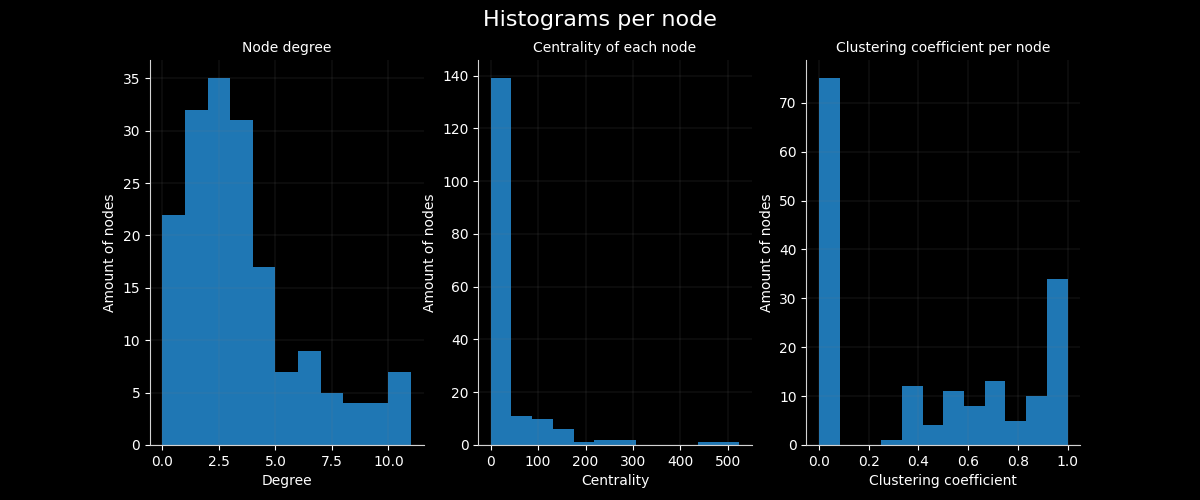 Histograms per node
Node degree
Amount of nodes
35
30
25
20
15
10
5
0
0.0 2.5 5.0 7.5 10.0
Degree
Centrality of each node
Amount of nodes
140
120
100
80
60
40
20
0
0 100 200 300 400 500
Centrality
Clustering coefficient per node
Amount of nodes
70
60
50
40
30
20
10
0
0.0 0.2 0.4 0.6 0.8 1.0
Clustering coefficient